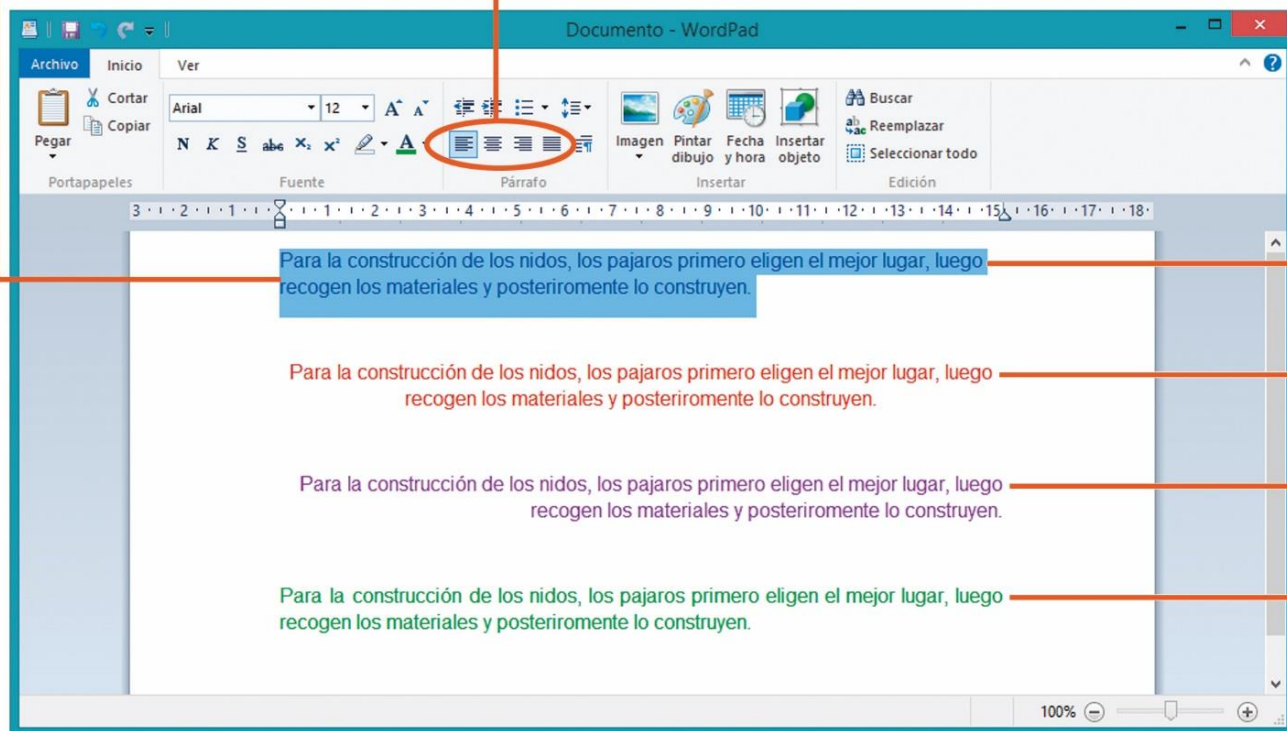 Documento - WordPad
Archivo Inicio Ver
Pegar
Cortar
Copiar
Portapapeles
Arial 12 A A
N K S abc X₂ X² A
Fuente
Párrafo
Imagen
Pintar dibujo
Fecha y hora
Insertar objeto
Insertar
Buscar
Reemplazar
Seleccionar todo
Edición
3 2 1 1 2 3 4 5 6 7 8 9 10 11 12 13 14 15 16 17 18
Para la construcción de los nidos, los pajaros primero eligen el mejor lugar, luego
recogen los materiales y posteriromente lo construyen.
Para la construcción de los nidos, los pajaros primero eligen el mejor lugar, luego
recogen los materiales y posteriromente lo construyen.
Para la construcción de los nidos, los pajaros primero eligen el mejor lugar, luego
recogen los materiales y posteriromente lo construyen.
Para la construcción de los nidos, los pajaros primero eligen el mejor lugar, luego
recogen los materiales y posteriromente lo construyen.
100%